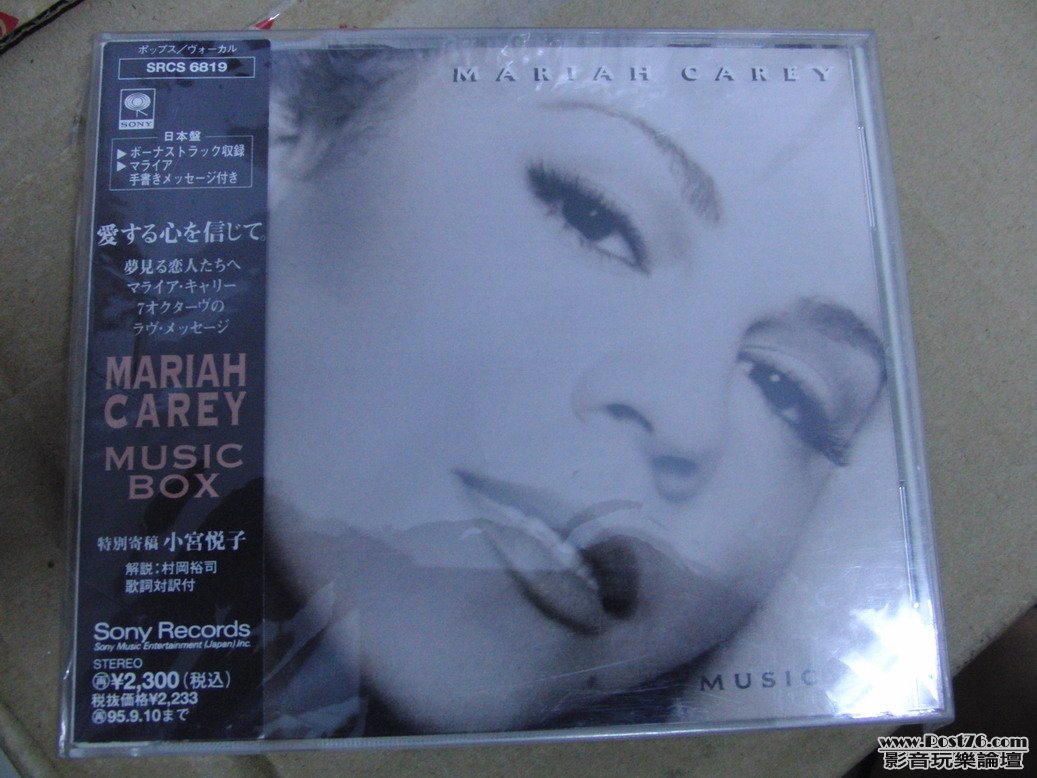 ポップス/ヴォーカル
SRCS 6819
SONY
日本盤
▶ボーナストラック収録
▶マライア
手書きメッセージ付き
愛する心を信じて。
夢見る恋人たちへ
マライア・キャリー
7オクターヴの
ラヴ・メッセージ
MARIAH
CAREY
MUSIC
BOX
特別寄稿 小宮悦子
解説:村岡裕司
歌詞対訳付
Sony Records
Sony Music Entertainment (Japan) Inc.
STEREO
再¥2,300(税込)
税抜価格¥2,233
再95.9.10まで
MARIAH CAREY
MUSIC
www.Post76.com
影音玩樂論壇